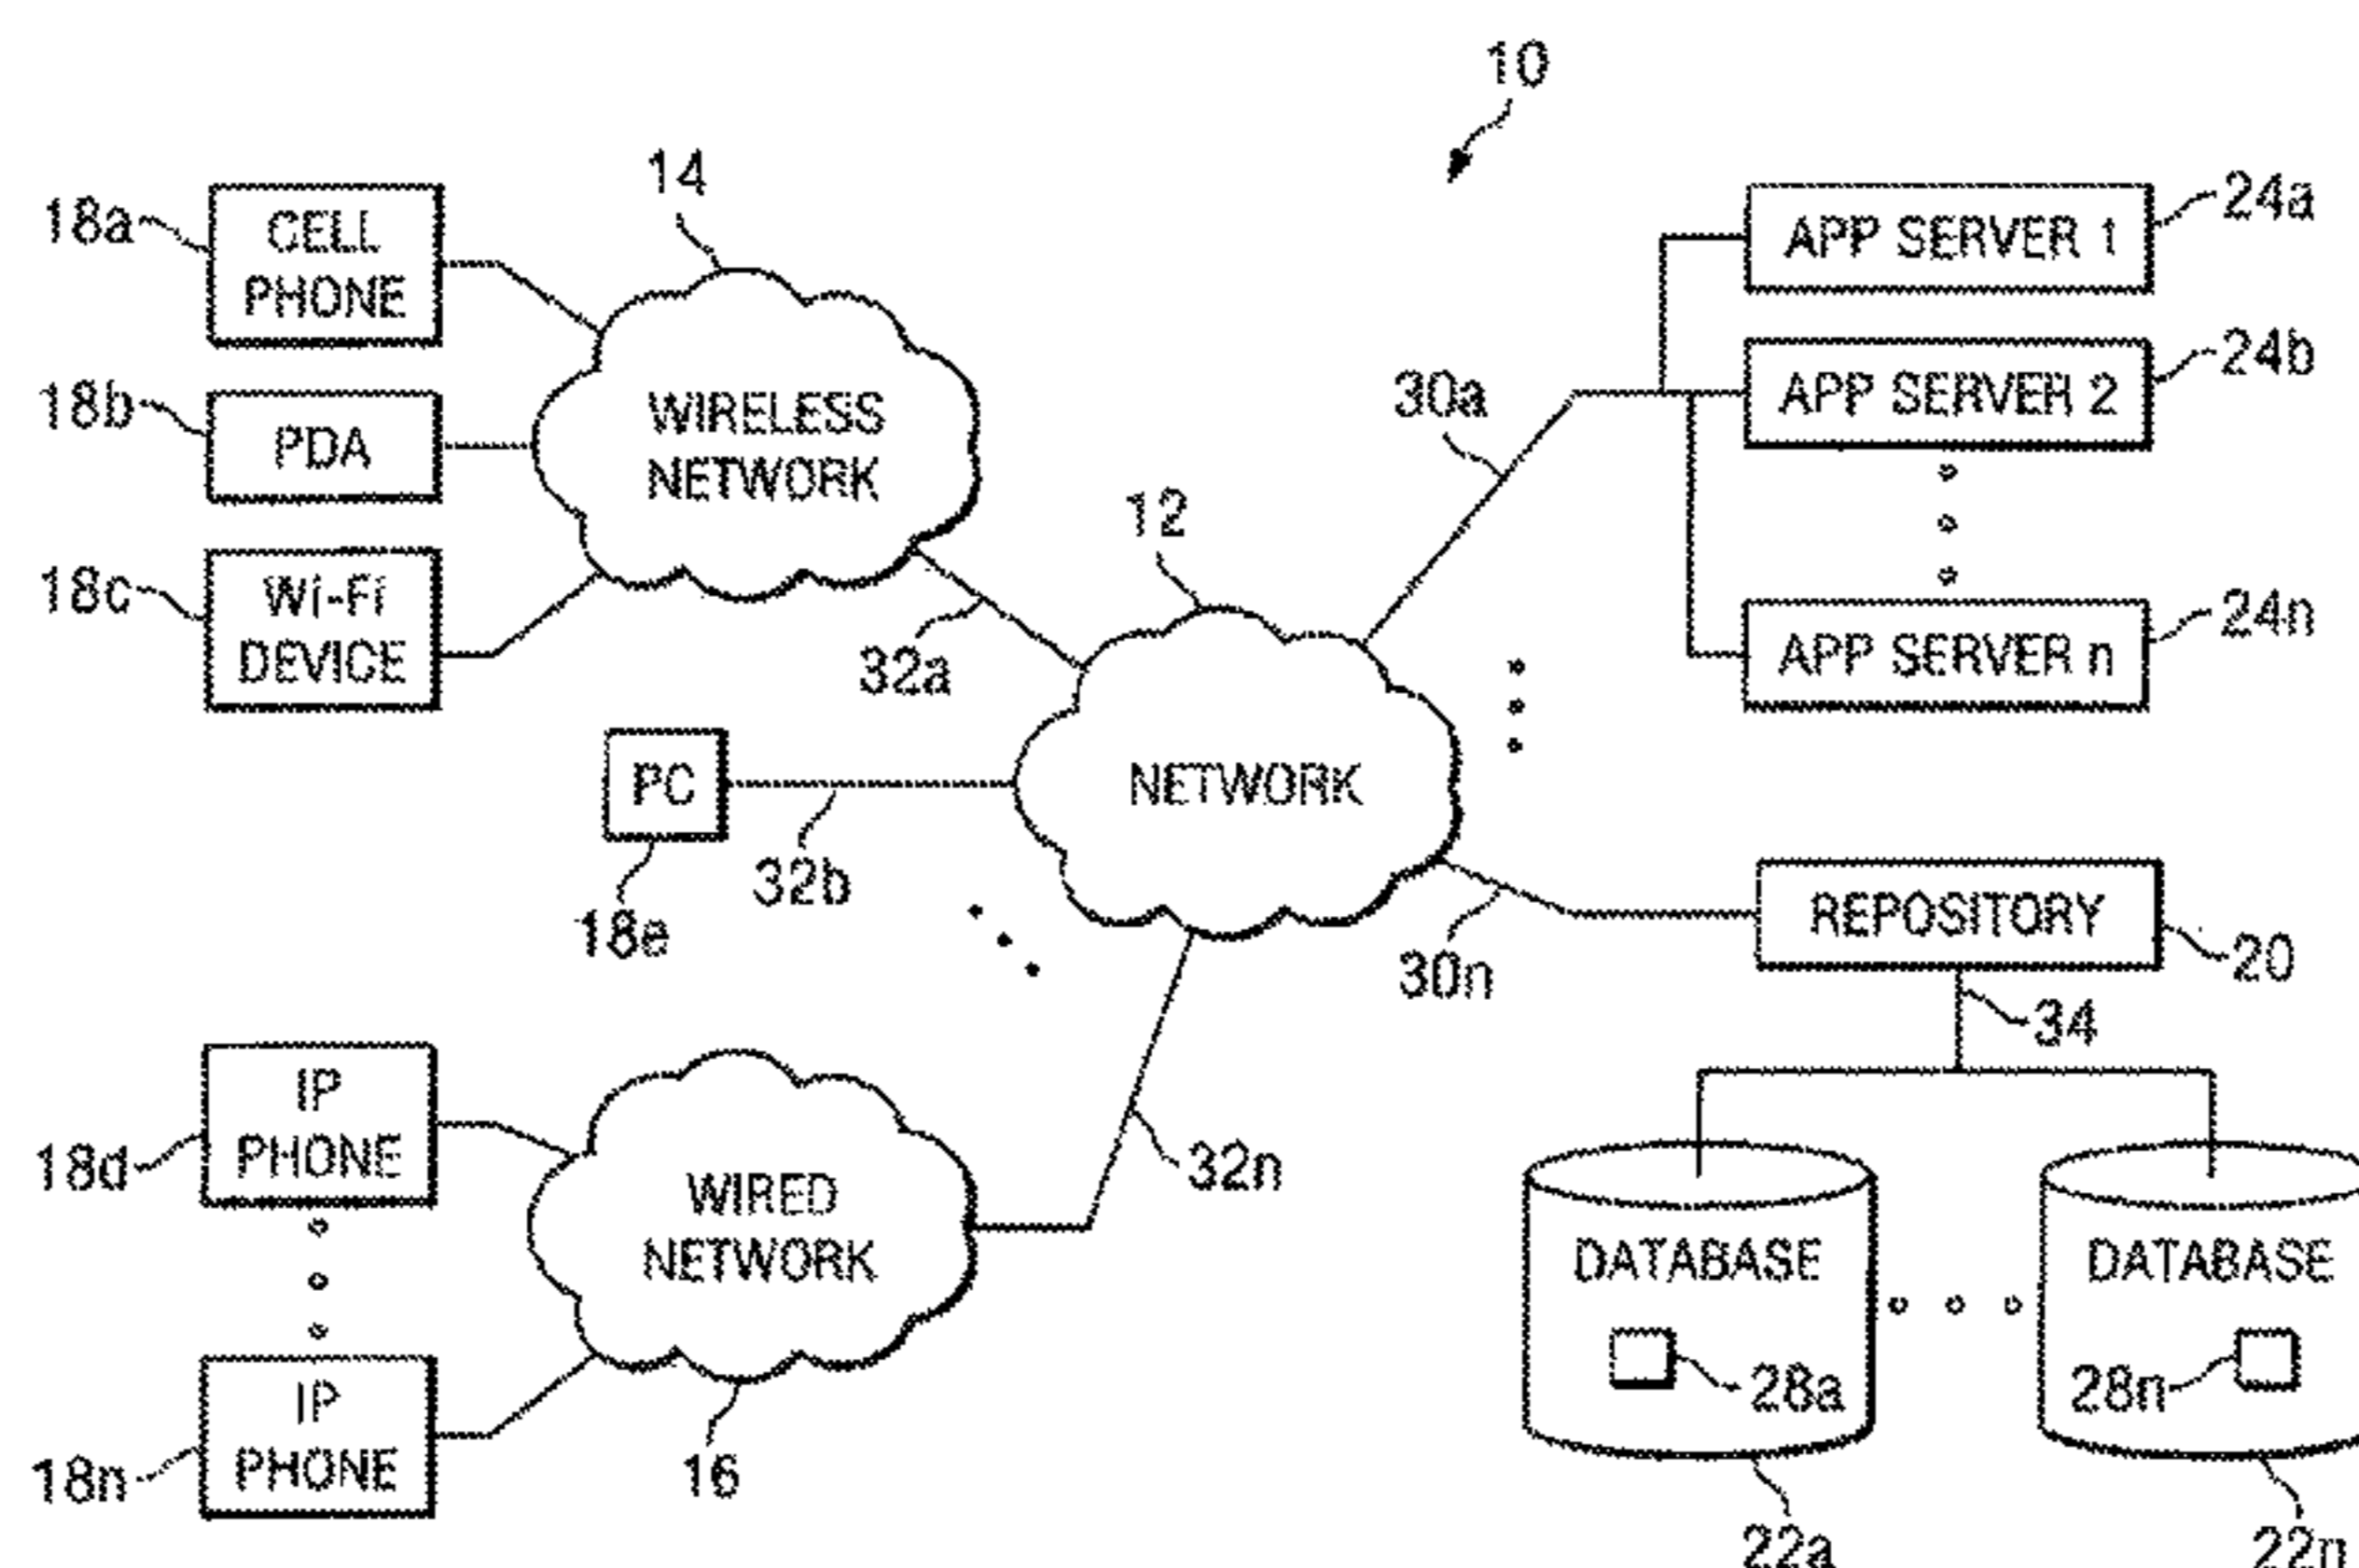 10
14
18a
CELL
PHONE
24a
APP SERVER 1
24b
APP SERVER 2
30a
18b
PDA
WIRELESS
NETWORK
12
18c
Wi-Fi
DEVICE
24n
APP SERVER n
32a
PC
NETWORK
32b
18e
REPOSITORY
20
30n
34
IP
PHONE
18d
32n
WIRED
NETWORK
DATABASE
DATABASE
28a
28n
IP
PHONE
18n
16
22a
22n